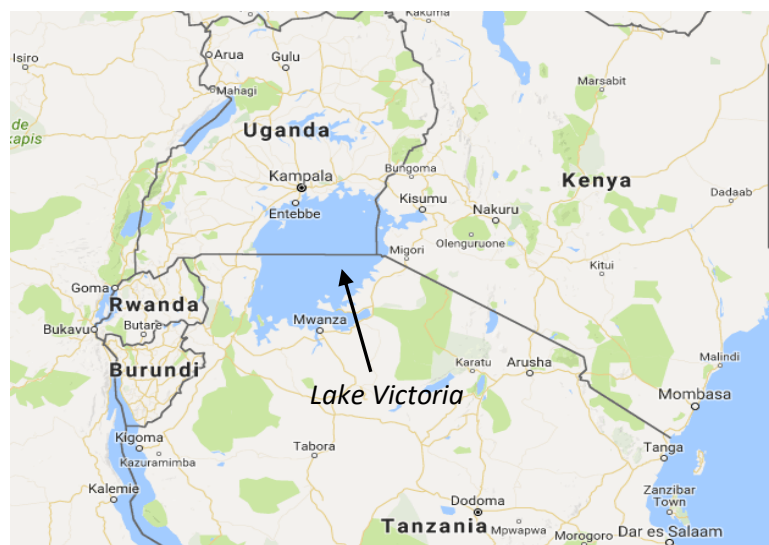 Kakuma
Isiro
Arua
Gulu
Mahagi
Marsabit
de
kapis
Uganda
Bungoma
Kampala
Kenya
Entebbe
Kisumu
Nakuru
Dadaab
Olenguruone
Migori
Kitui
Goma
Rwanda
Bukavu
Butare
Mwanza
Burundi
Karatu
Arusha
Malindi
Lake Victoria
Mombasa
Kigoma
Tabora
Tanga
Kazuramimba
Kalemie
Zanzibar
Town
Dodoma
Tanzania
Mpwapwa
Dar es Salaam
Morogoro